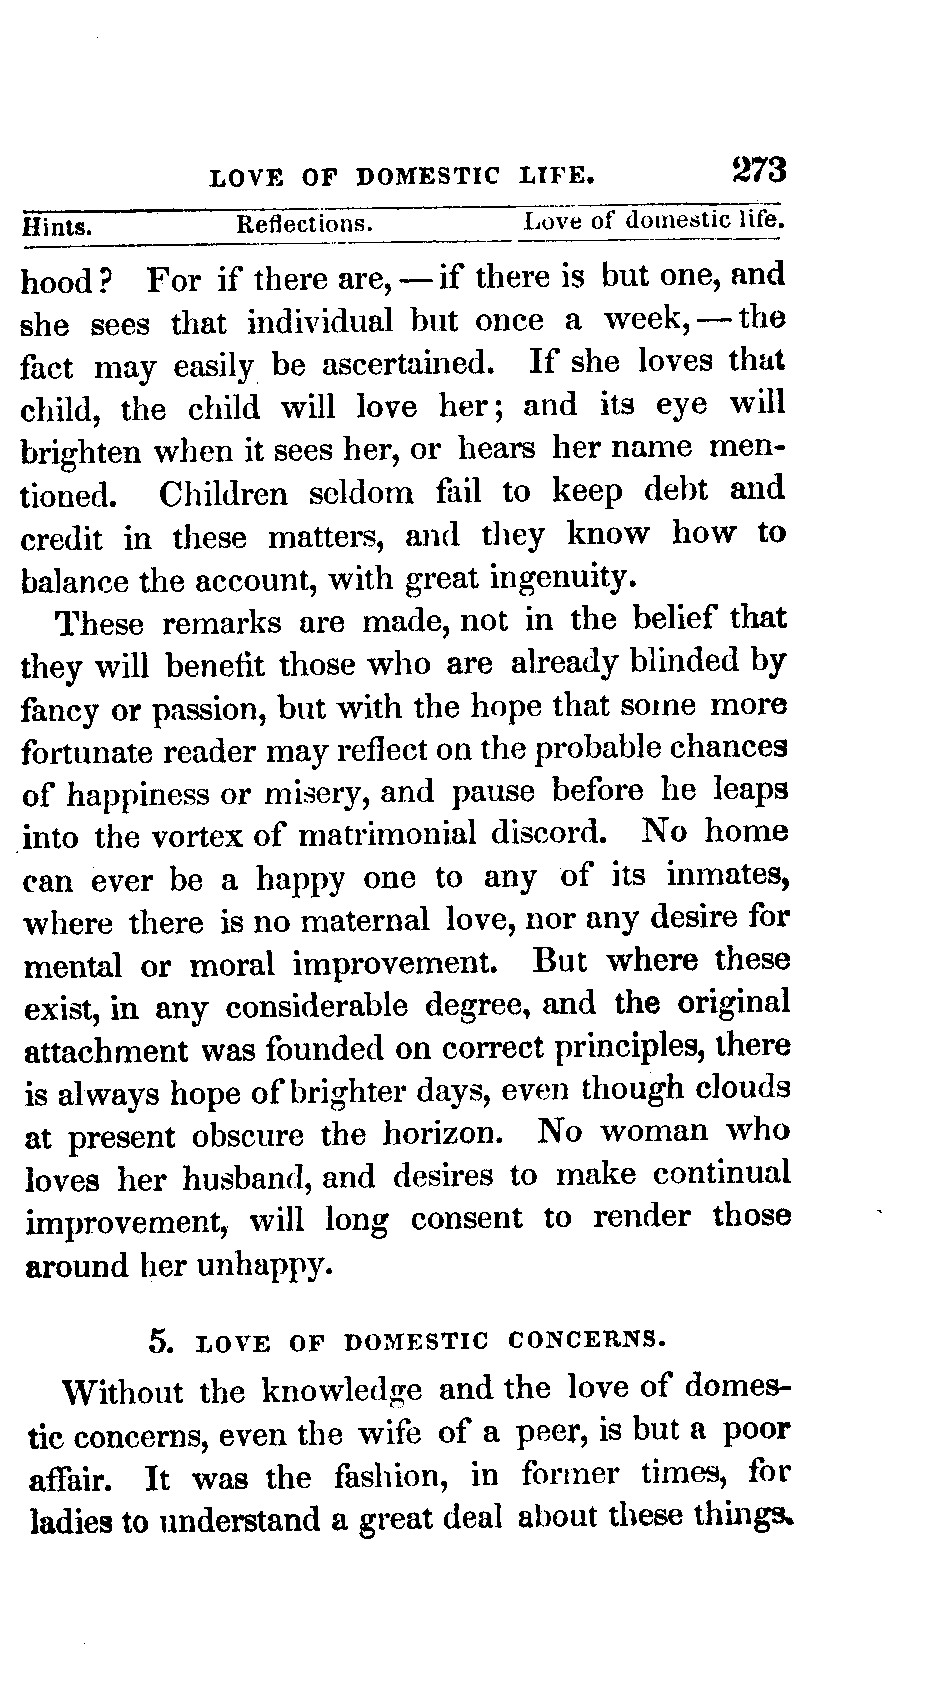 LOVE OF DOMESTIC LIFE. 273
Hints. Reflections. Love of domestic life.
hood? For if there are, — if there is but one, and
she sees that individual but once a week, — the
fact may easily be ascertained. If she loves that
child, the child will love her; and its eye will
brighten when it sees her, or hears her name men-
tioned. Children seldom fail to keep debt and
credit in these matters, and they know how to
balance the account, with great ingenuity.
These remarks are made, not in the belief that
they will benefit those who are already blinded by
fancy or passion, but with the hope that some more
fortunate reader may reflect on the probable chances
of happiness or misery, and pause before he leaps
into the vortex of matrimonial discord. No home
can ever be a happy one to any of its inmates,
where there is no maternal love, nor any desire for
mental or moral improvement. But where these
exist, in any considerable degree, and the original
attachment was founded on correct principles, there
is always hope of brighter days, even though clouds
at present obscure the horizon. No woman who
loves her husband, and desires to make continual
improvement, will long consent to render those
around her unhappy.
5. LOVE OF DOMESTIC CONCERNS.
Without the knowledge and the love of domes-
tic concerns, even the wife of a peer, is but a poor
affair. It was the fashion, in former times, for
ladies to understand a great deal about these things.